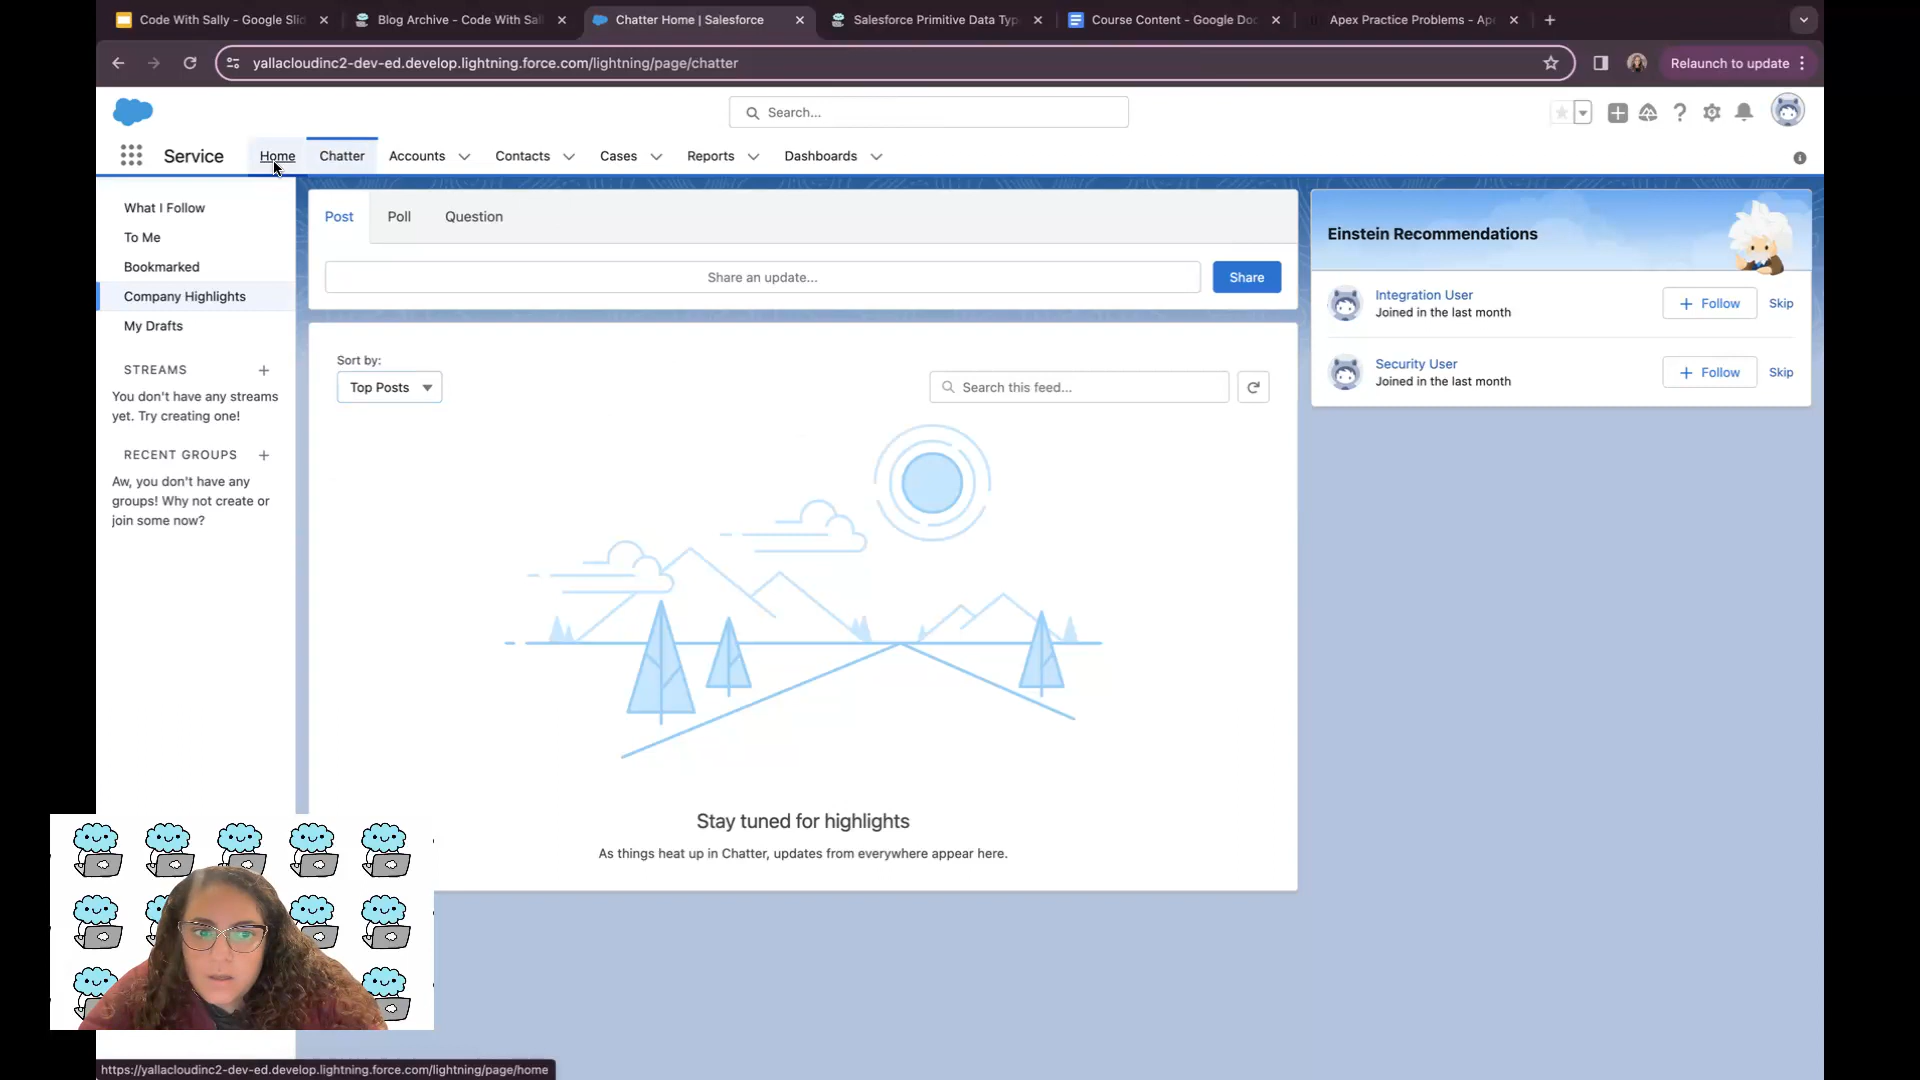 Code With Sally - Google Slid
Blog Archive - Code With Sal
Chatter Home | Salesforce
Salesforce Primitive Data Typ
Course Content - Google Doc
Apex Practice Problems - Ap
yallacloudinc2-dev-ed.develop.lightning.force.com/lightning/page/chatter
Relaunch to update
Search...
Service
Home
Chatter
Accounts
Contacts
Cases
Reports
Dashboards
What I Follow
To Me
Bookmarked
Company Highlights
My Drafts
STREAMS
You don't have any streams
yet. Try creating one!
RECENT GROUPS
Aw, you don't have any
groups! Why not create or
join some now?
Post
Poll
Question
Share an update...
Share
Sort by:
Top Posts
Search this feed...
Stay tuned for highlights
As things heat up in Chatter, updates from everywhere appear here.
Einstein Recommendations
Integration User
Joined in the last month
Follow
Skip
Security User
Joined in the last month
Follow
Skip
https://yallacloudinc2-dev-ed.develop.lightning.force.com/lightning/page/home